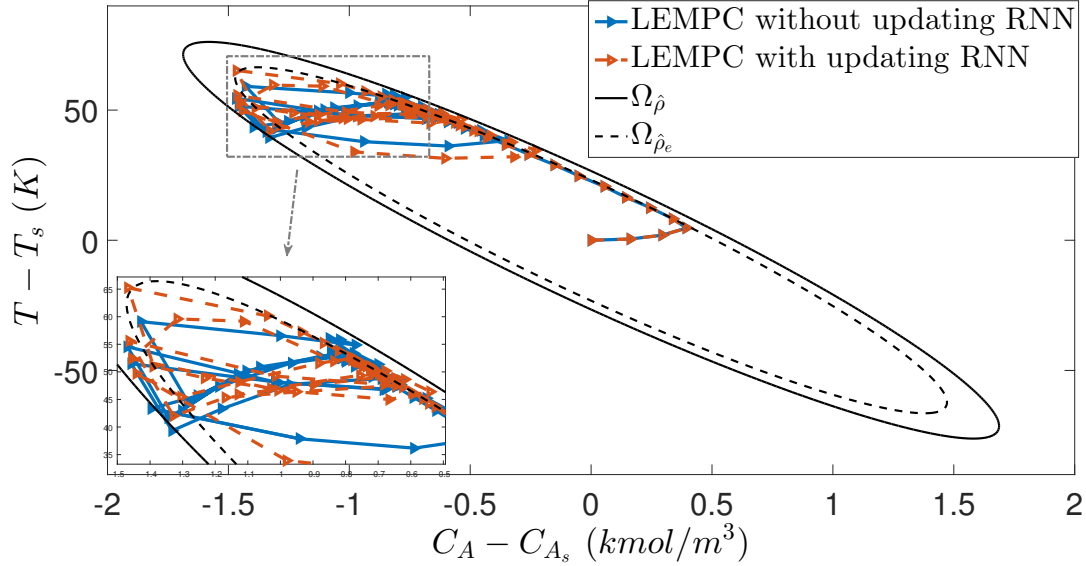 LEMPC without updating RNN
LEMPC with updating RNN
Ω_ρ̂
Ω_ρ̂ₑ
T − T_s (K)
50
0
-50
65
60
55
50
45
40
35
1.5 1.4 1.3 1.2 1.1 1 0.9 0.8 0.7 0.6 0.5
-2 -1.5 -1 -0.5 0 0.5 1 1.5 2
C_A − C_{A_s} (kmol/m³)